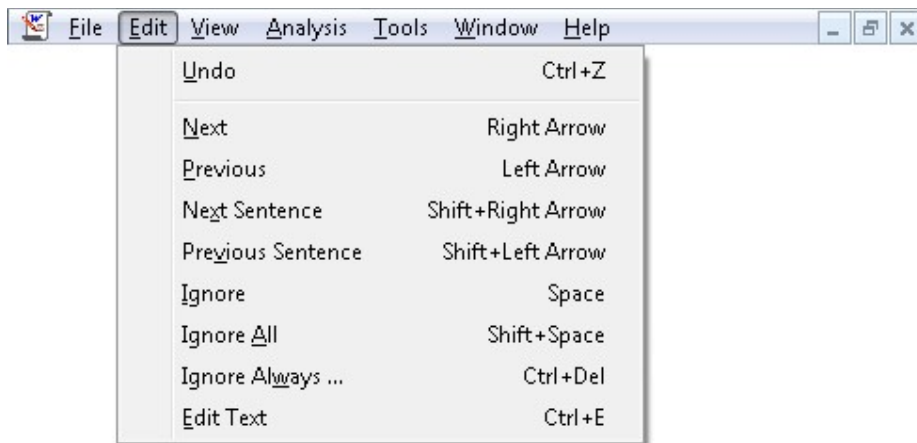 File Edit View Analysis Tools Window Help
Undo Ctrl+Z
Next Right Arrow
Previous Left Arrow
Next Sentence Shift+Right Arrow
Previous Sentence Shift+Left Arrow
Ignore Space
Ignore All Shift+Space
Ignore Always ... Ctrl+Del
Edit Text Ctrl+E